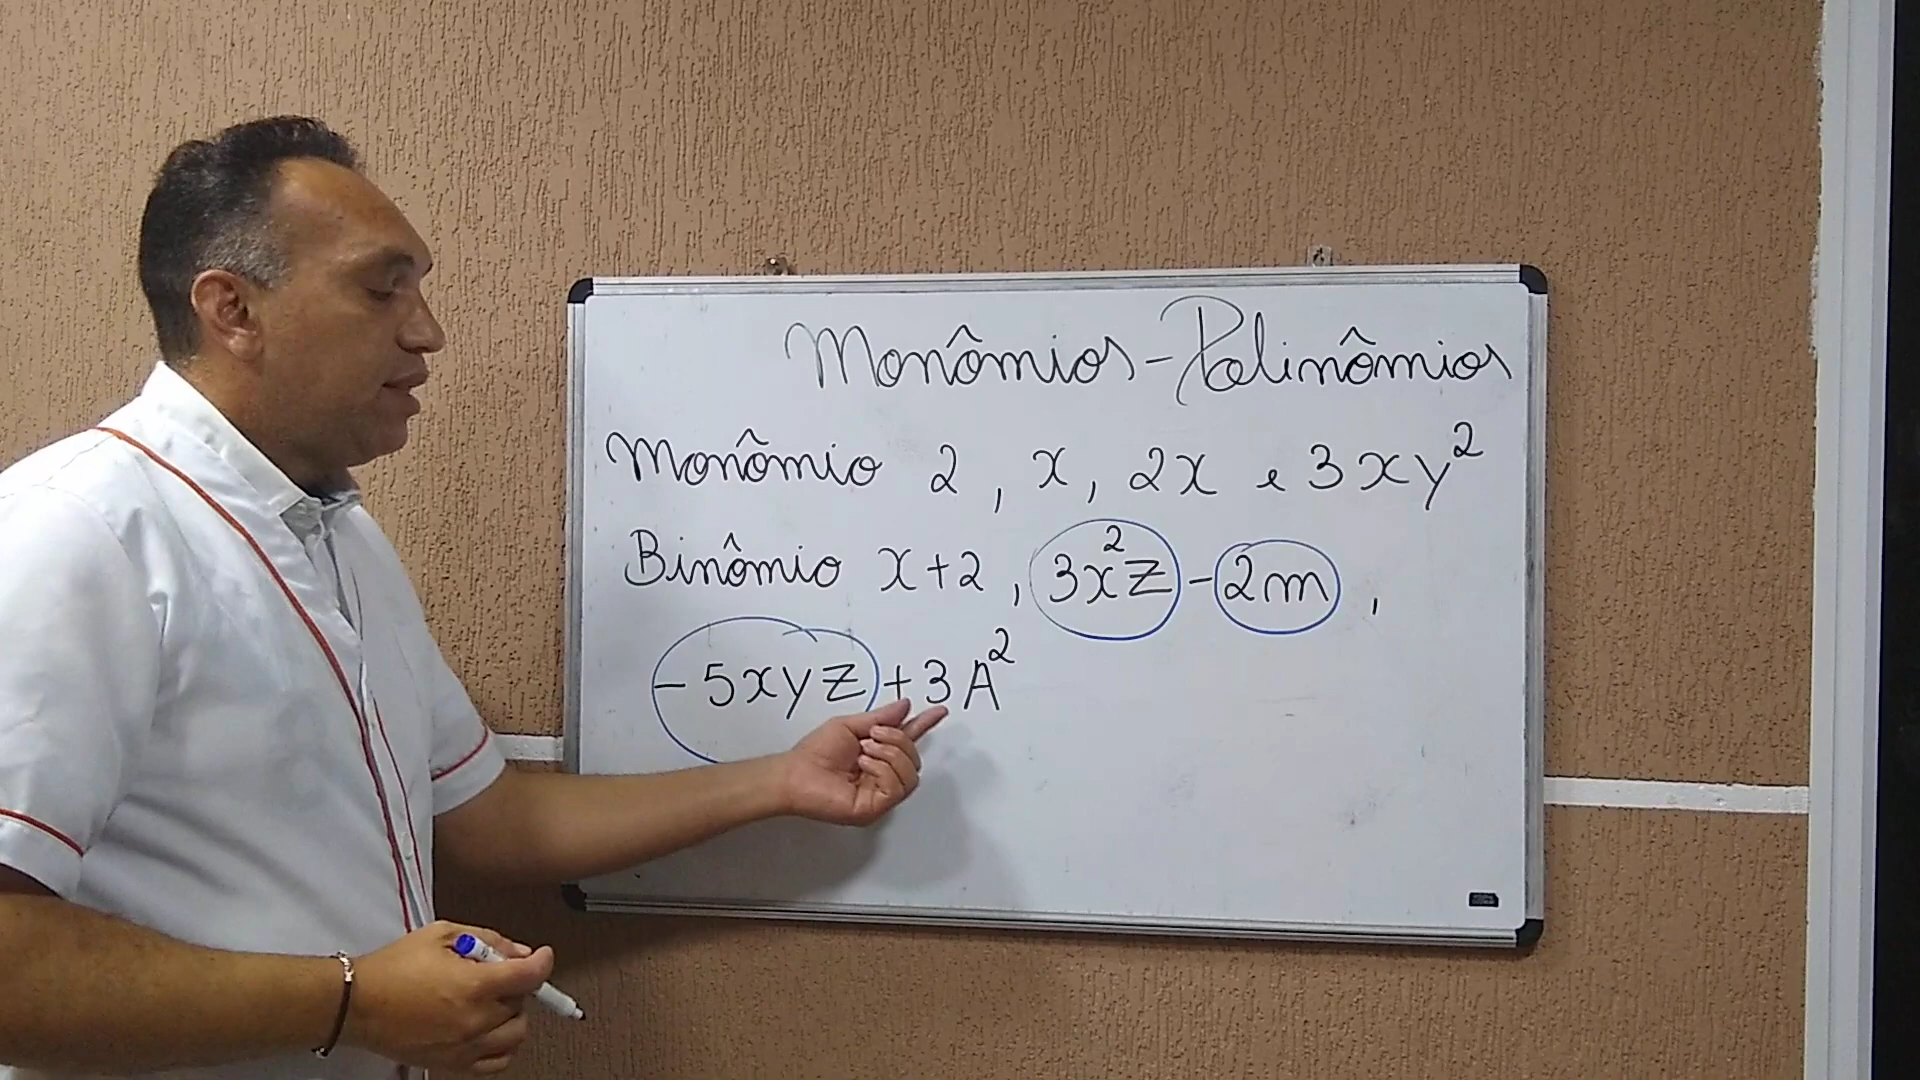 Monômios - Polinômios
Monômio 2, x, 2x e 3xy²
Binômio x+2, 3x²z - 2m,
-5xyz + 3A²